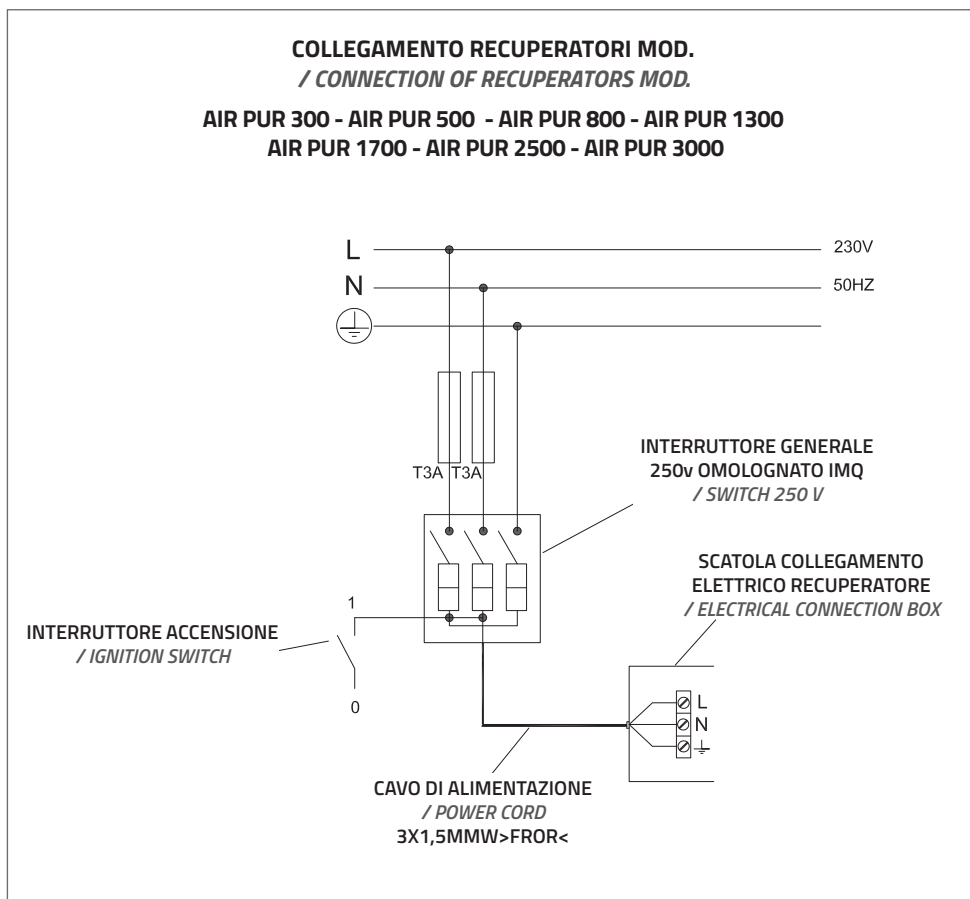 COLLEGAMENTO RECUPERATORI MOD.
/ CONNECTION OF RECUPERATORS MOD.
AIR PUR 300 - AIR PUR 500 - AIR PUR 800 - AIR PUR 1300
AIR PUR 1700 - AIR PUR 2500 - AIR PUR 3000
L
230V
N
50HZ
T3A T3A
INTERRUTTORE GENERALE
250v OMOLOGNATO IMQ
/ SWITCH 250 V
SCATOLA COLLEGAMENTO
ELETTRICO RECUPERATORE
/ ELECTRICAL CONNECTION BOX
1
INTERRUTTORE ACCENSIONE
/ IGNITION SWITCH
0
L
N
CAVO DI ALIMENTAZIONE
/ POWER CORD
3X1,5MMW>FROR<